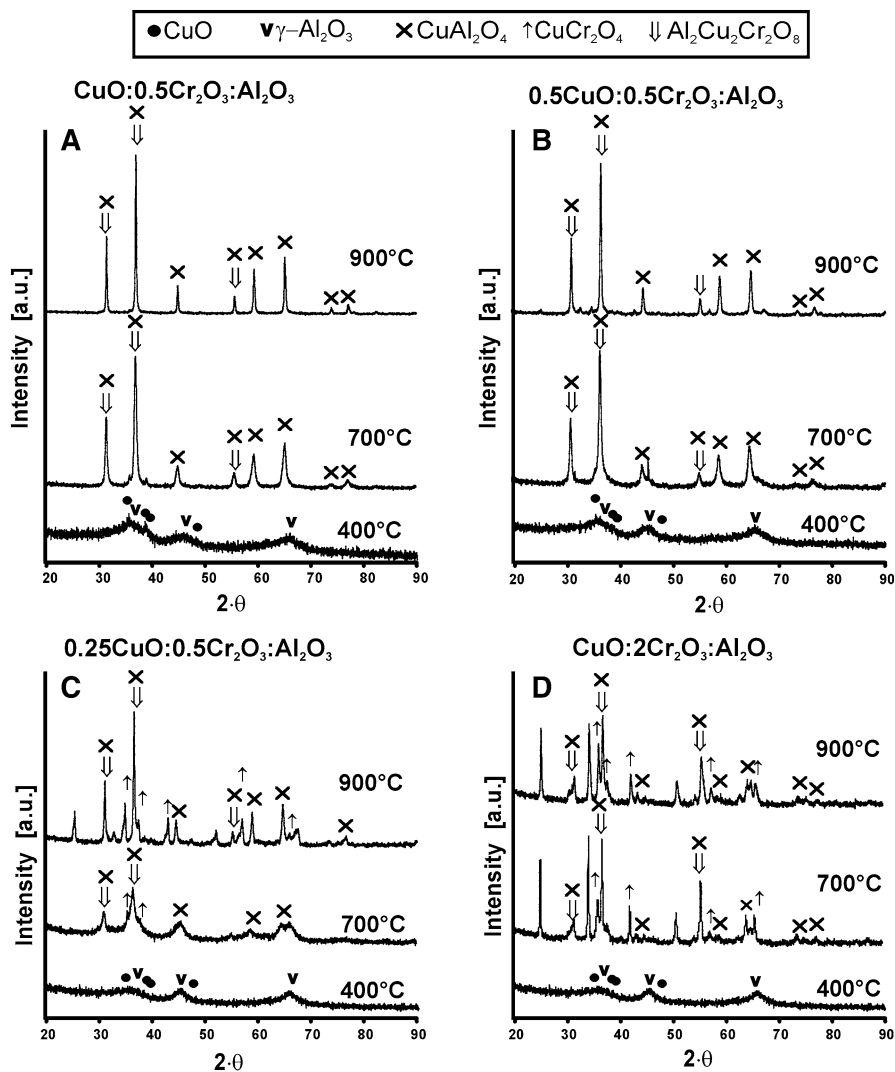 ●CuO vγ–Al₂O₃ ×CuAl₂O₄ ↑CuCr₂O₄ ⇓Al₂Cu₂Cr₂O₈
CuO:0.5Cr₂O₃:Al₂O₃
A
900°C
700°C
400°C
Intensity [a.u.]
20 30 40 50 60 70 80 90
2·θ
0.5CuO:0.5Cr₂O₃:Al₂O₃
B
900°C
700°C
400°C
Intensity [a.u.]
20 30 40 50 60 70 80 90
2·θ
0.25CuO:0.5Cr₂O₃:Al₂O₃
C
900°C
700°C
400°C
Intensity [a.u.]
20 30 40 50 60 70 80 90
2·θ
CuO:2Cr₂O₃:Al₂O₃
D
900°C
700°C
400°C
Intensity [a.u.]
20 30 40 50 60 70 80 90
2·θ